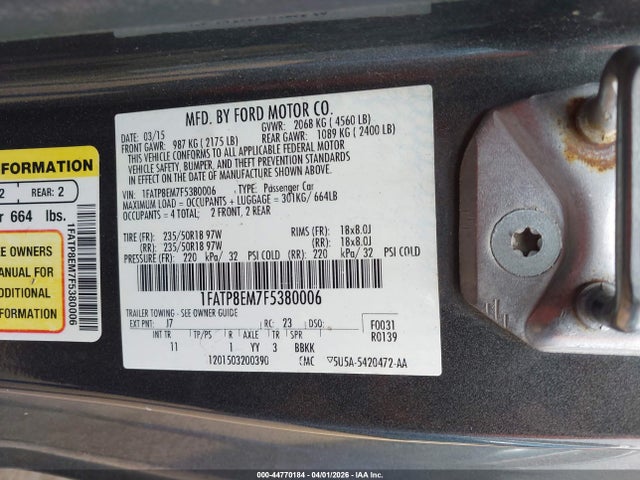 MFD. BY FORD MOTOR CO.
DATE: 03/15 GVWR: 2068 KG ( 4560 LB)
FRONT GAWR: 987 KG ( 2175 LB) REAR GAWR: 1089 KG ( 2400 LB)
THIS VEHICLE CONFORMS TO ALL APPLICABLE FEDERAL MOTOR
VEHICLE SAFETY, BUMPER, AND THEFT PREVENTION STANDARDS
IN EFFECT ON THE DATE OF MANUFACTURE SHOWN ABOVE.
VIN: 1FATP8EM7F5380006 TYPE: Passenger Car
MAXIMUM LOAD = OCCUPANTS + LUGGAGE = 301KG/ 664LB
OCCUPANTS = 4 TOTAL: 2 FRONT, 2 REAR
TIRE (FR): 235/50R18 97W RIMS (FR): 18x8.0J
(RR): 235/50R18 97W (RR): 18x8.0J
PRESSURE (FR): 220 kPa/ 32 PSI COLD (RR): 220 kPa/ 32 PSI COLD
1FATP8EM7F5380006
TRAILER TOWING - SEE OWNER GUIDE
EXT PNT: J7 RC: 23 DSO: F0031
INT TR TP/PS R AXLE TR SPR R0139
11 1 YY 3 BBKK
1201503200390 CMC ▽5U5A-5420472-AA
FORMATION
2 REAR: 2
r 664 lbs.
E OWNERS
ANUAL FOR
DDITIONAL
FORMATION
1FATP8EM7F5380006
000-44770184 - 04/01/2026 - IAA Inc.